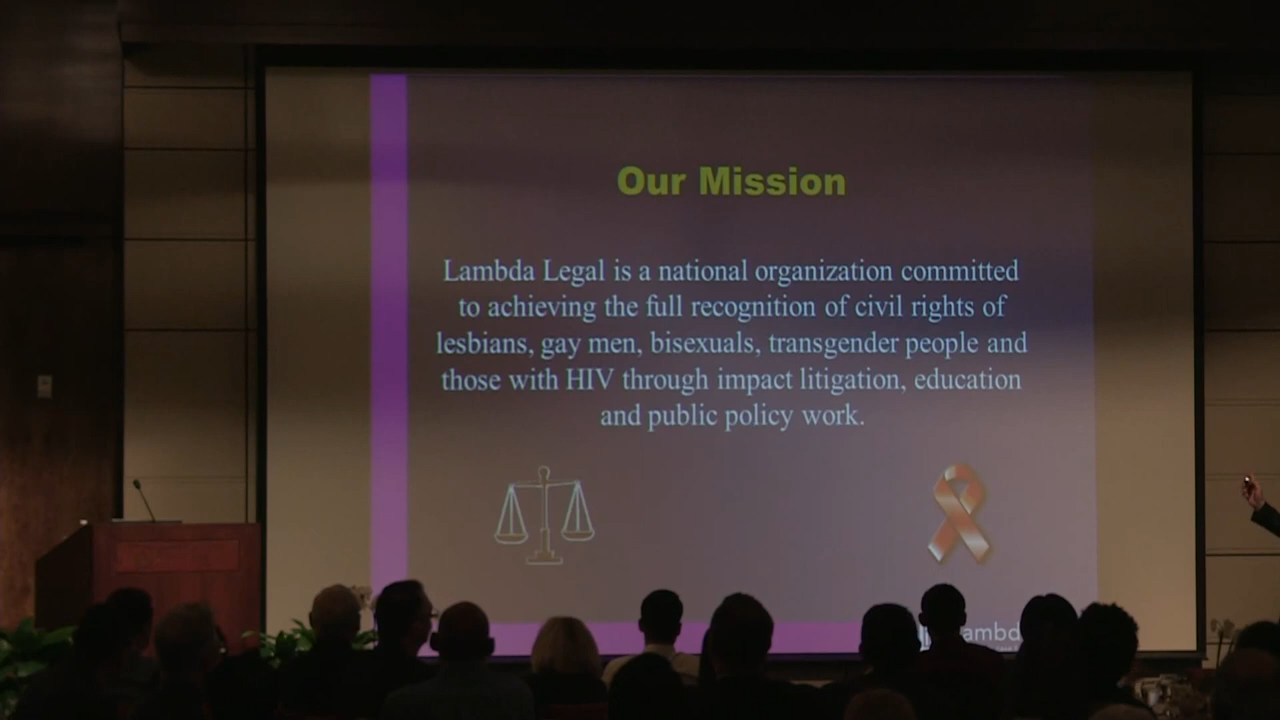 Our Mission
Lambda Legal is a national organization committed
to achieving the full recognition of civil rights of
lesbians, gay men, bisexuals, transgender people and
those with HIV through impact litigation, education
and public policy work.